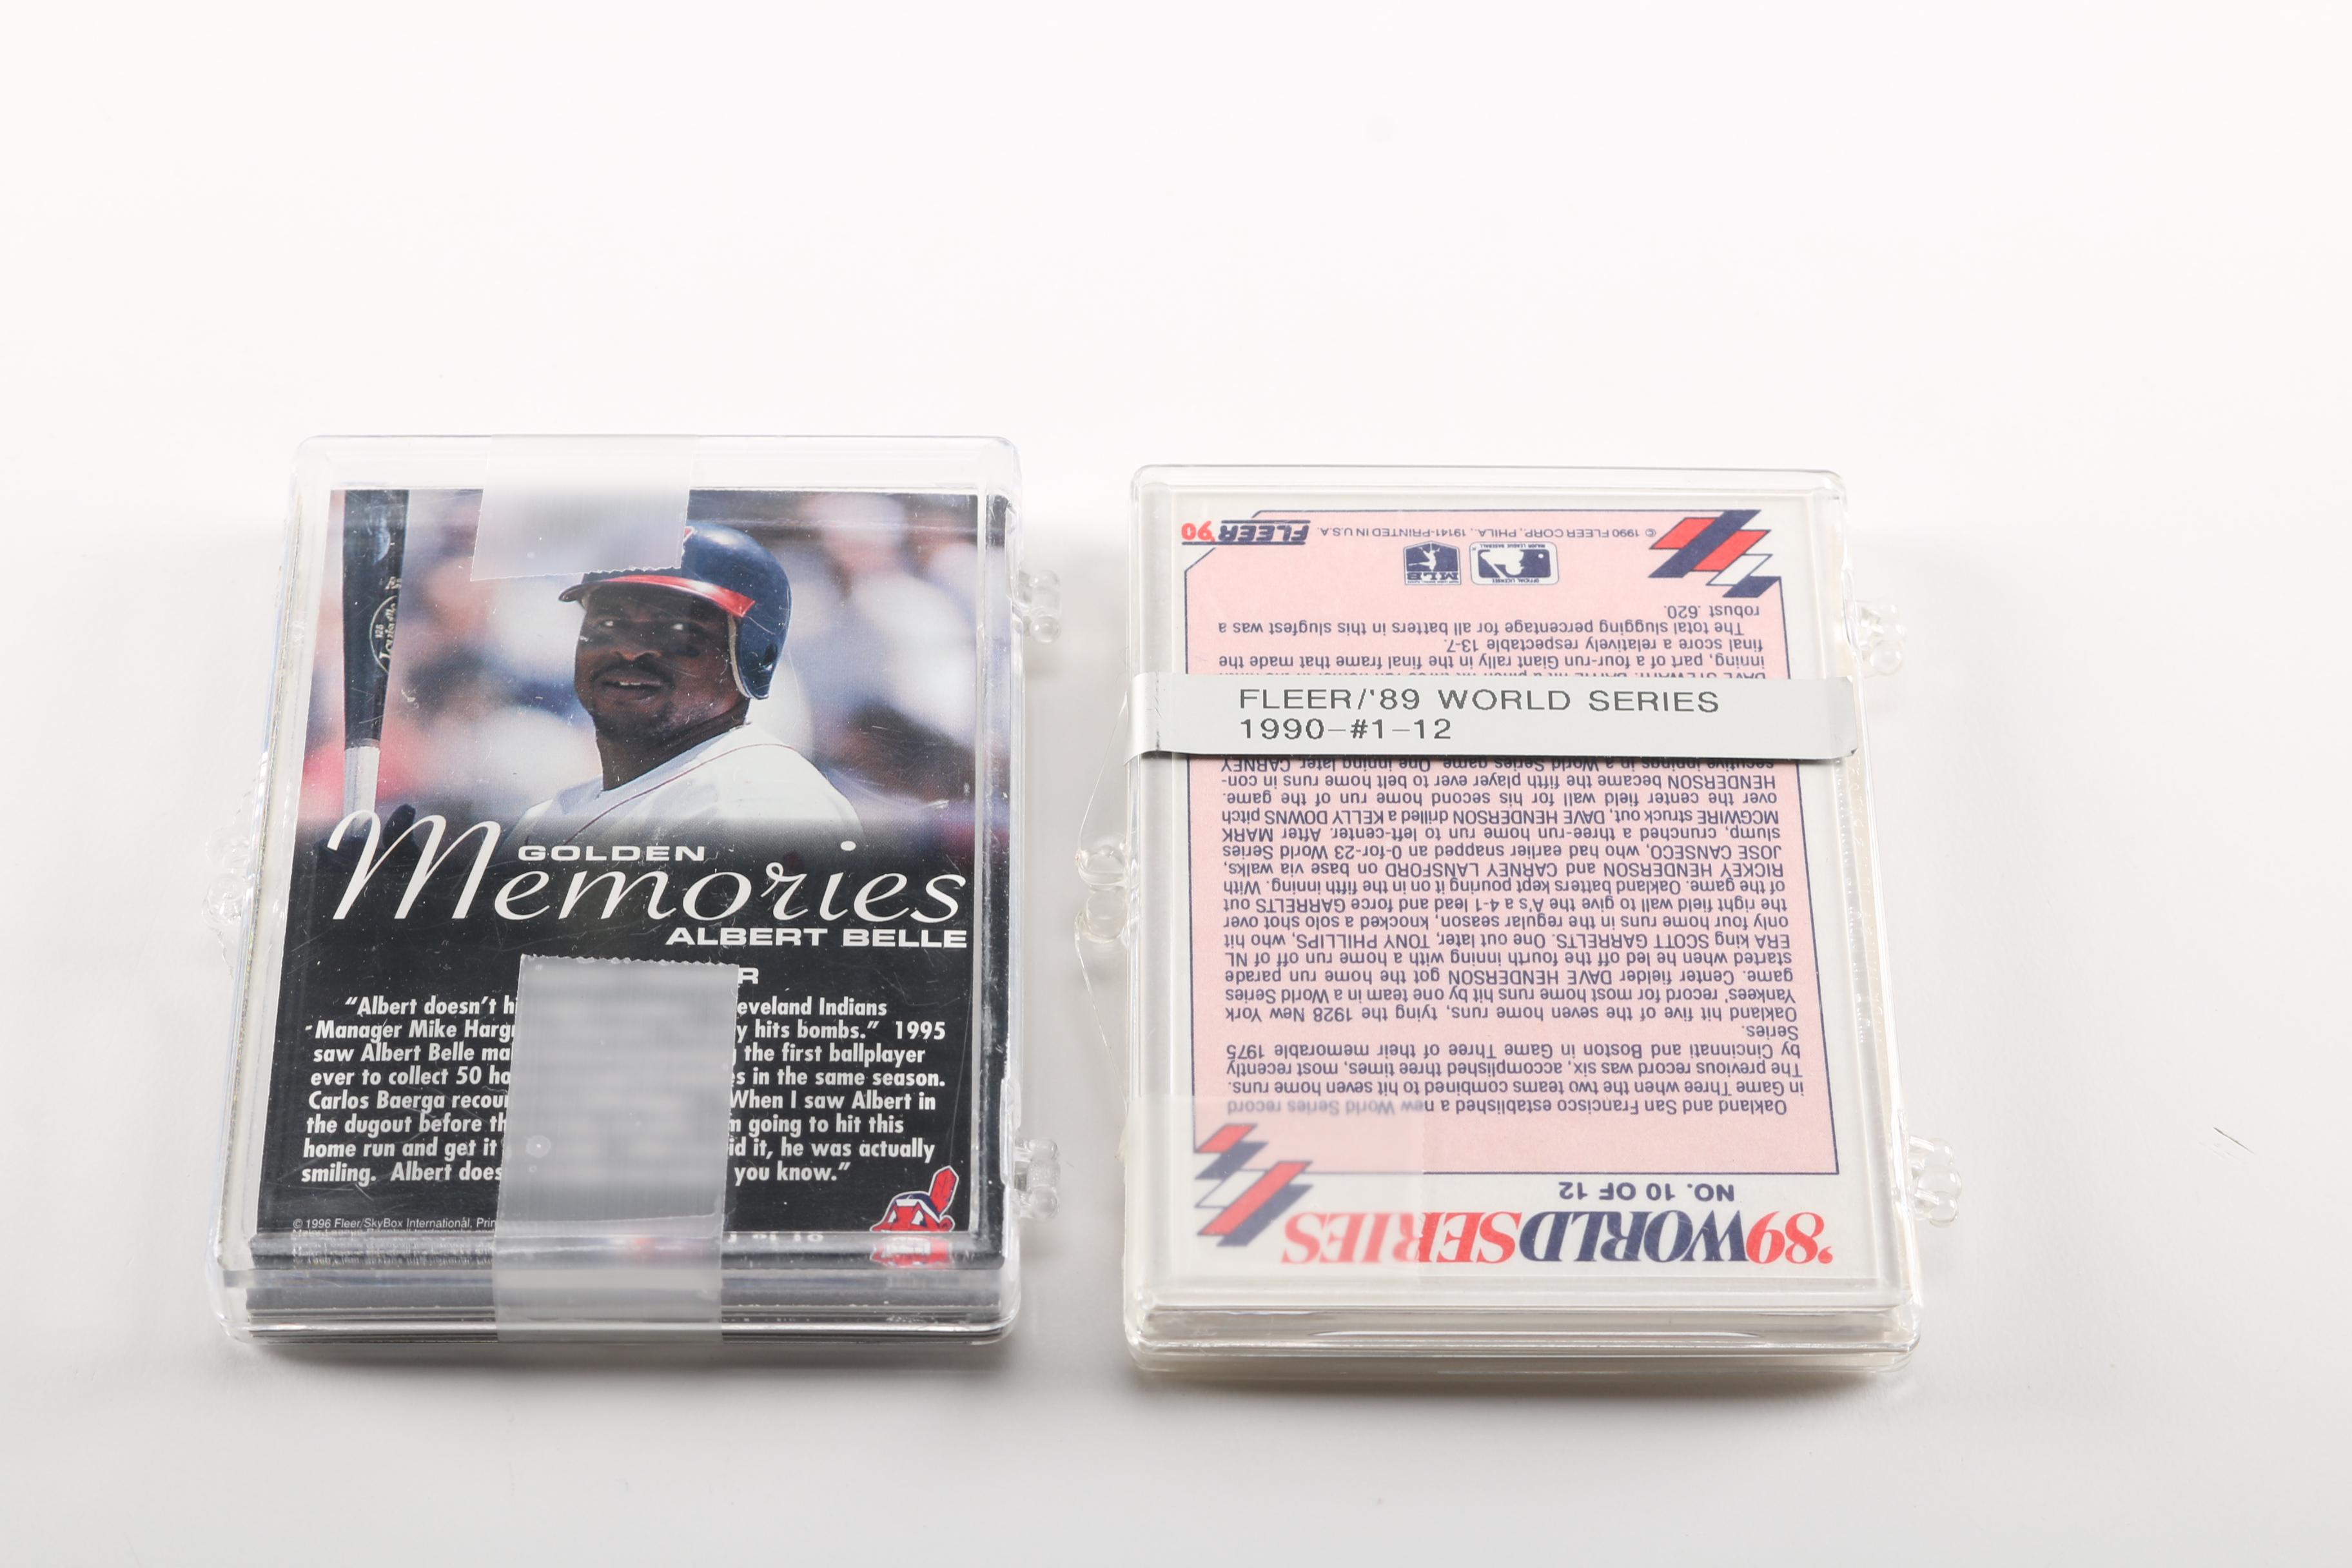 GOLDEN
Memories
ALBERT BELLE
R
"Albert doesn't hi eveland Indians
Manager Mike Harg y hits bombs." 1995
saw Albert Belle ma the first ballplayer
ever to collect 50 ho es in the same season.
Carlos Baerga recou When I saw Albert in
the dugout before th m going to hit this
home run and get it id it, he was actually
smiling. Albert does you know."
© 1996 Fleer/SkyBox International, Prin
FLEER/'89 WORLD SERIES
1990-#1-12
'89 WORLD SERIES
NO. 10 OF 12
Oakland and San Francisco established a new World Series record
in Game Three when the two teams combined to hit seven home runs.
The previous record was six, accomplished three times, most recently
by Cincinnati and Boston in Game Three of their memorable 1975
Series.
Oakland hit five of the seven home runs, tying the 1928 New York
Yankees' record for most home runs hit by one team in a World Series
game. Center fielder DAVE HENDERSON got the home run parade
started when he led off the fourth inning with a home run off of NL
ERA king SCOTT GARRELTS. One out later, TONY PHILLIPS, who hit
only four home runs in the regular season, knocked a solo shot over
the right field wall to give the A's a 4-1 lead and force GARRELTS out
of the game. Oakland batters kept pouring it on in the fifth inning. With
RICKEY HENDERSON and CARNEY LANSFORD on base via walks,
JOSE CANSECO, who had earlier snapped an 0-for-23 World Series
slump, crunched a three-run home run to left-center. After MARK
MCGWIRE struck out, DAVE HENDERSON drilled a KELLY DOWNS pitch
over the center field wall for his second home run of the game.
HENDERSON became the fifth player ever to belt home runs in con-
secutive innings in a World Series game. One inning later, CARNEY
inning, part of a four-run Giant rally in the final frame that made the
final score a relatively respectable 13-7.
The total slugging percentage for all batters in this slugfest was a
robust .620.
MLB
© 1990 FLEER CORP., PHILA., 19141-PRINTED IN U.S.A.
FLEER '90